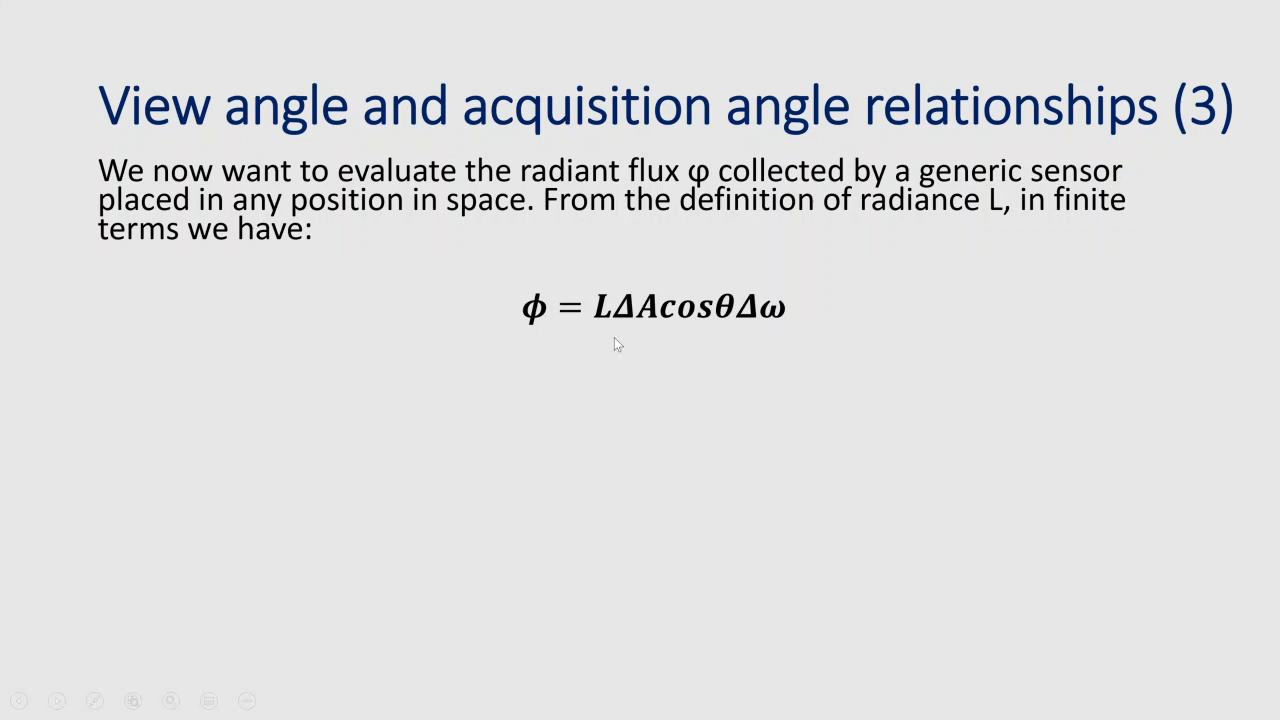 View angle and acquisition angle relationships (3)
We now want to evaluate the radiant flux φ collected by a generic sensor
placed in any position in space. From the definition of radiance L, in finite
terms we have:
ϕ = LΔAcosθΔω